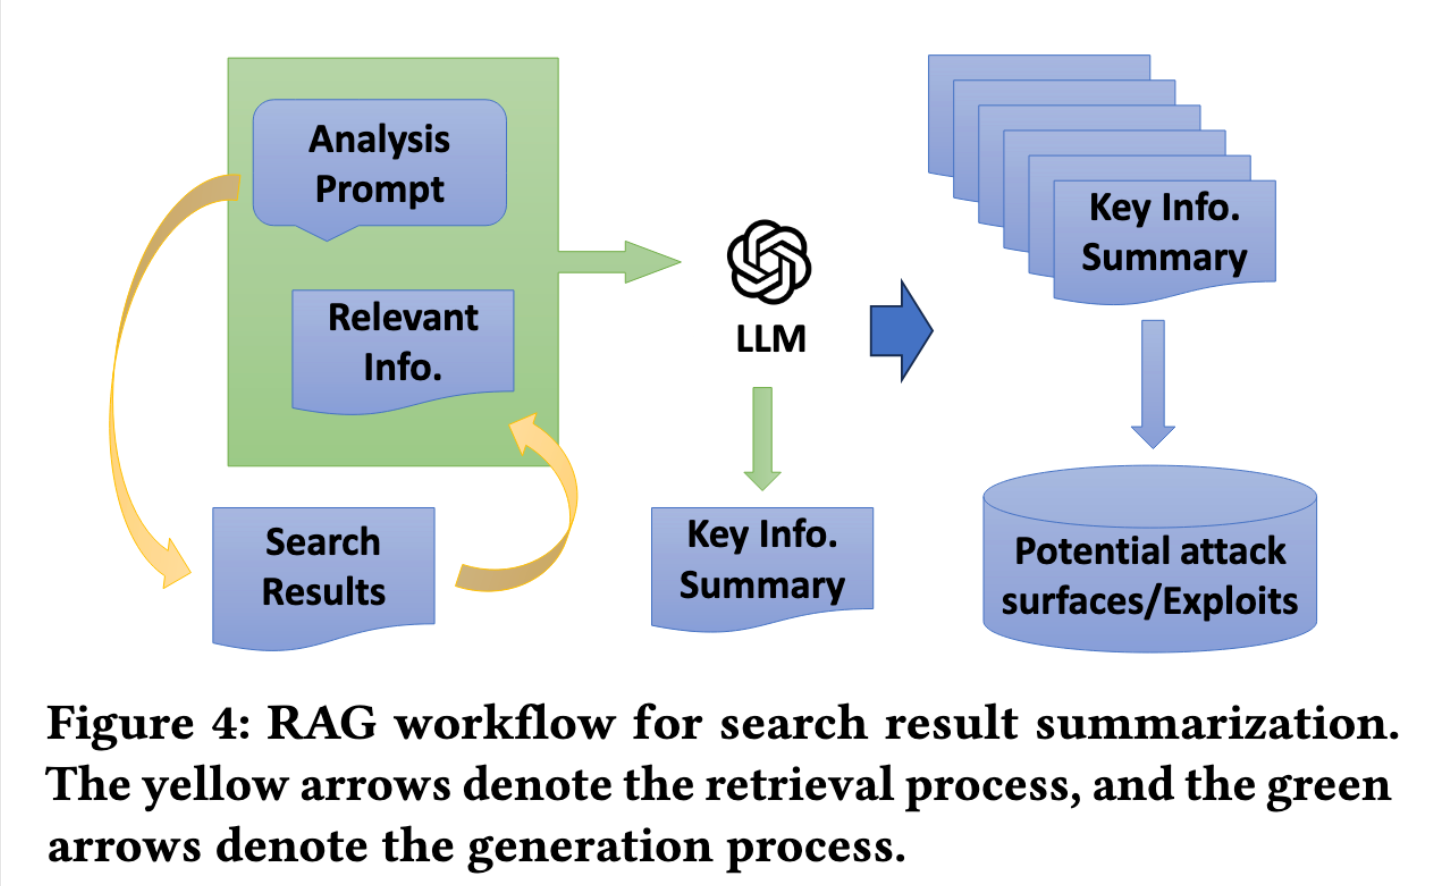 Analysis
Prompt
Relevant
Info.
Search
Results
LLM
Key Info.
Summary
Key Info.
Summary
Potential attack
surfaces/Exploits
Figure 4: RAG workflow for search result summarization.
The yellow arrows denote the retrieval process, and the green
arrows denote the generation process.